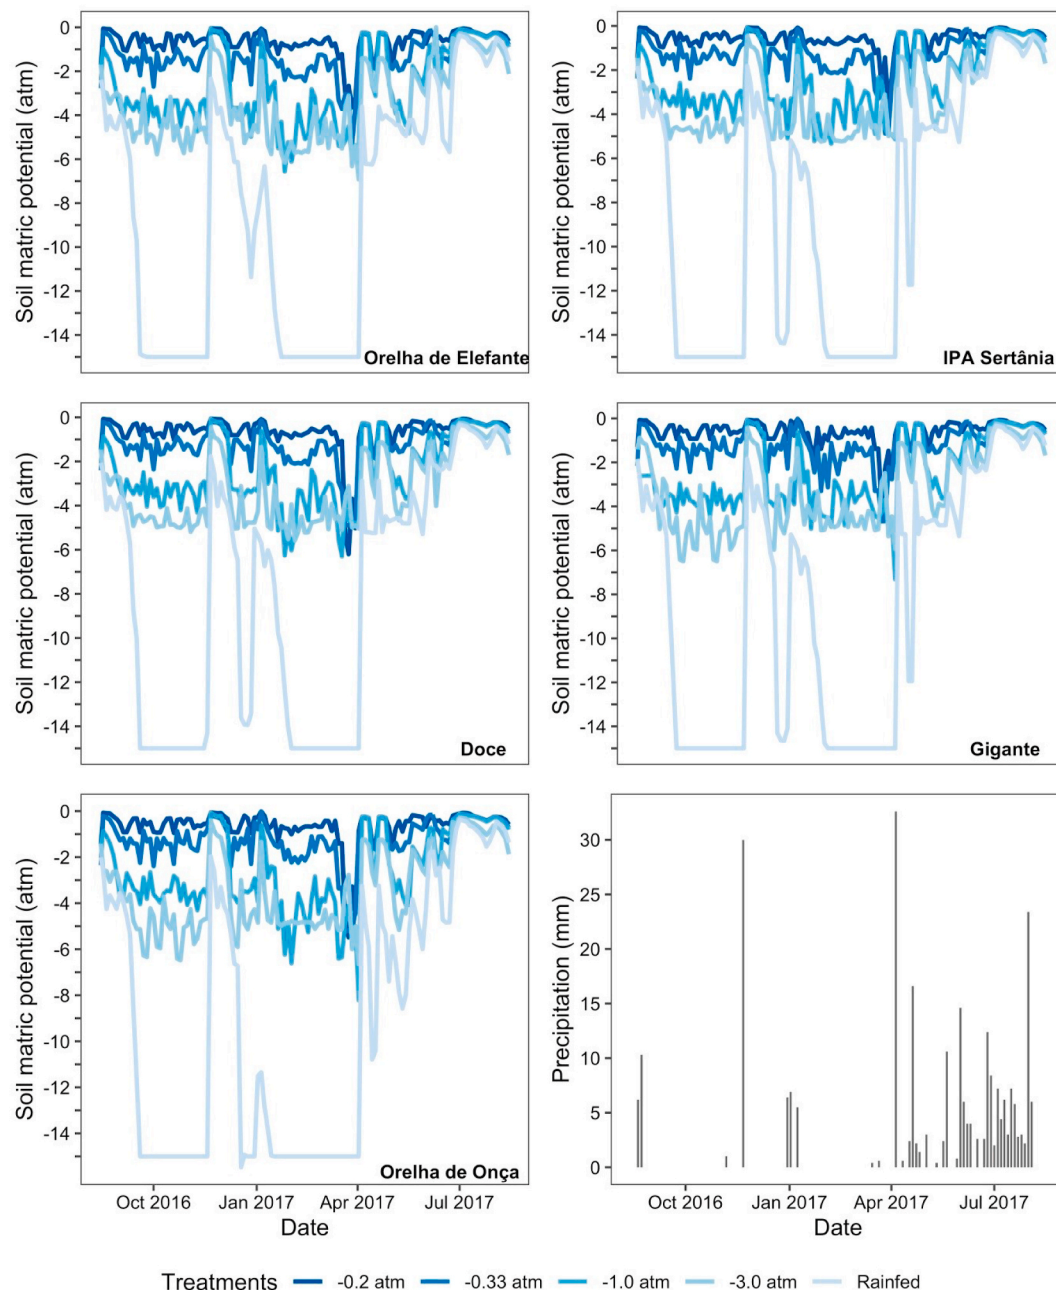 0
-2
-4
-6
-8
-10
-12
-14
Soil matric potential (atm)
Orelha de Elefante
0
-2
-4
-6
-8
-10
-12
-14
Soil matric potential (atm)
IPA Sertânia
0
-2
-4
-6
-8
-10
-12
-14
Soil matric potential (atm)
Doce
0
-2
-4
-6
-8
-10
-12
-14
Soil matric potential (atm)
Gigante
0
-2
-4
-6
-8
-10
-12
-14
Soil matric potential (atm)
Orelha de Onça
Oct 2016 Jan 2017 Apr 2017 Jul 2017
Date
30
25
20
15
10
5
0
Precipitation (mm)
Oct 2016 Jan 2017 Apr 2017 Jul 2017
Date
Treatments -0.2 atm -0.33 atm -1.0 atm -3.0 atm Rainfed